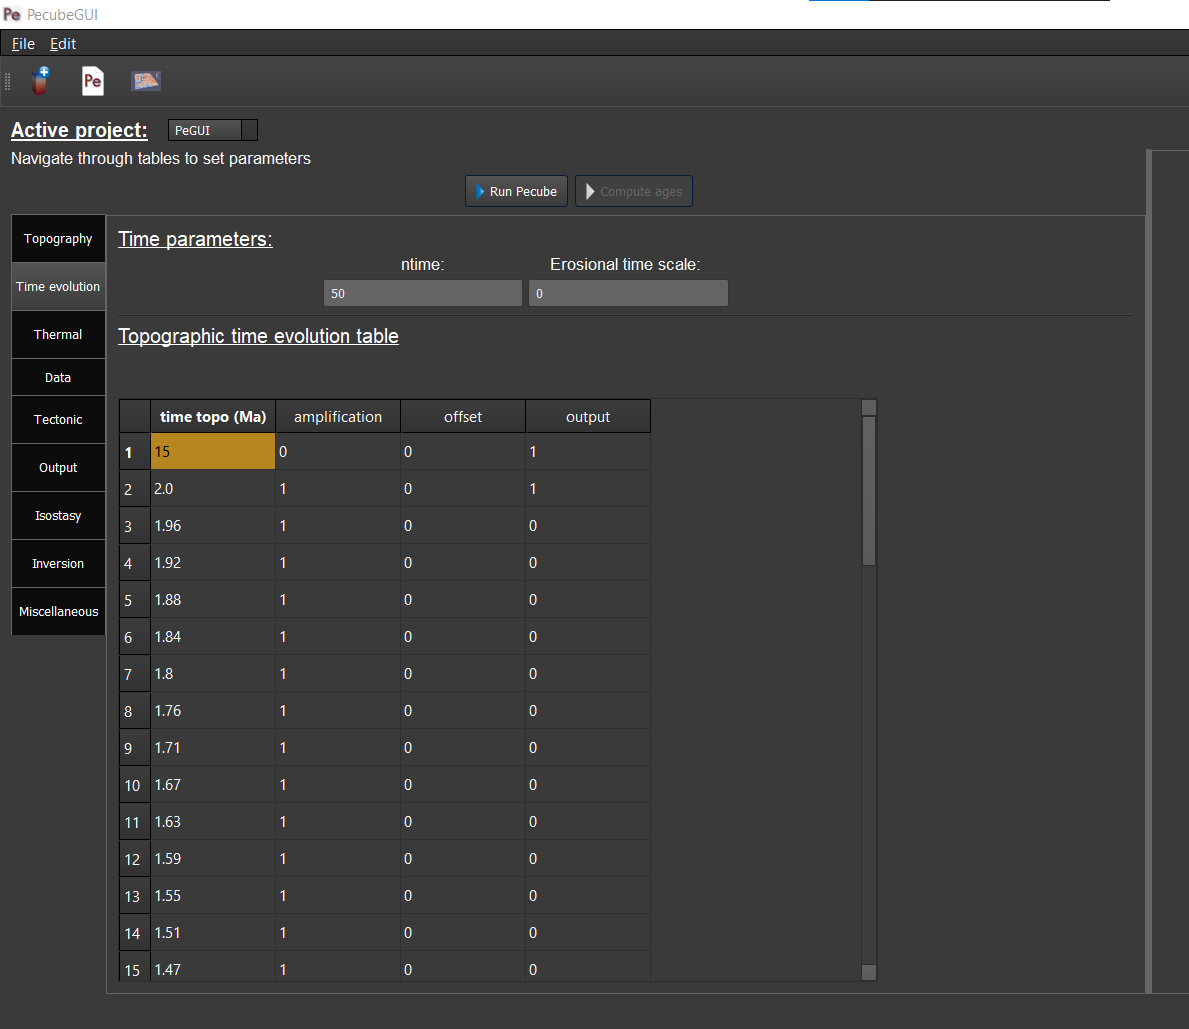 Pe PecubeGUI
File Edit
Pe
Active project: PeGUI
Navigate through tables to set parameters
Run Pecube Compute ages
Topography
Time evolution
Thermal
Data
Tectonic
Output
Isostasy
Inversion
Miscellaneous
Time parameters:
ntime: Erosional time scale:
50 0
Topographic time evolution table
time topo (Ma) amplification offset output
1 15 0 0 1
2 2.0 1 0 1
3 1.96 1 0 0
4 1.92 1 0 0
5 1.88 1 0 0
6 1.84 1 0 0
7 1.8 1 0 0
8 1.76 1 0 0
9 1.71 1 0 0
10 1.67 1 0 0
11 1.63 1 0 0
12 1.59 1 0 0
13 1.55 1 0 0
14 1.51 1 0 0
15 1.47 1 0 0